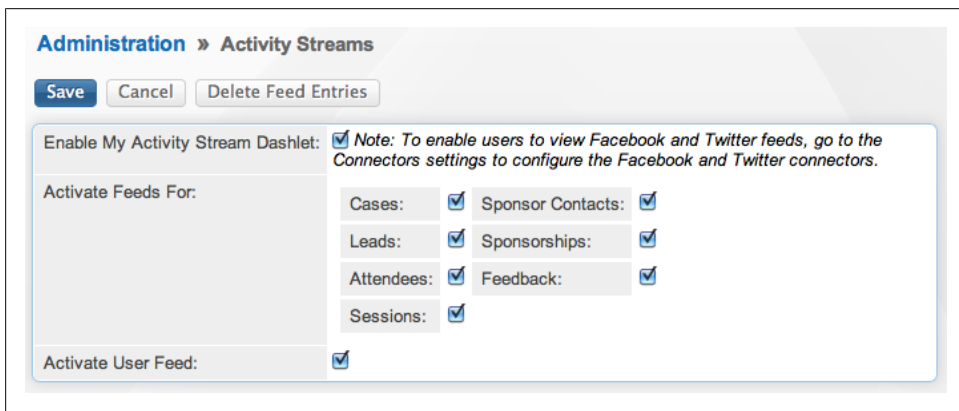 Administration » Activity Streams
Save Cancel Delete Feed Entries
Enable My Activity Stream Dashlet: Note: To enable users to view Facebook and Twitter feeds, go to the
Connectors settings to configure the Facebook and Twitter connectors.
Activate Feeds For:
Cases: Sponsor Contacts:
Leads: Sponsorships:
Attendees: Feedback:
Sessions:
Activate User Feed: